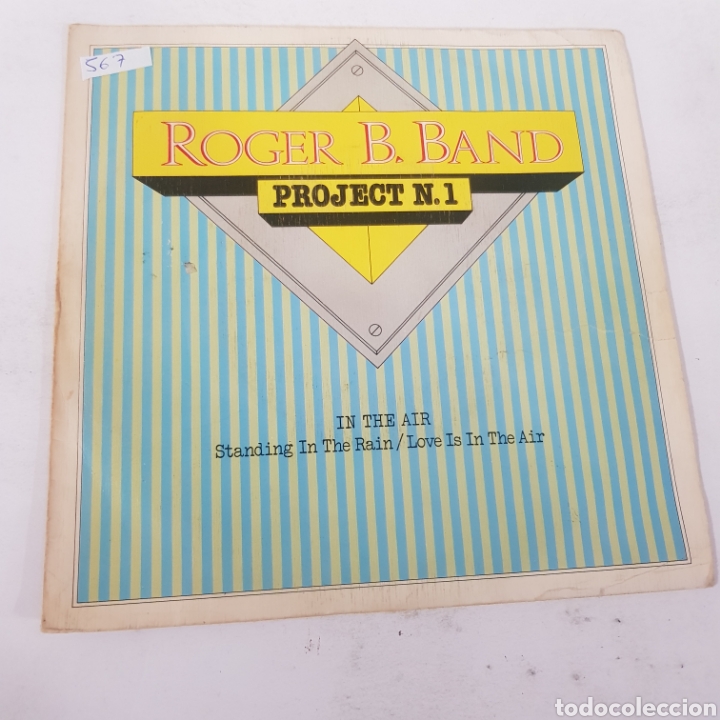 567
ROGER B. BAND
PROJECT N.1
IN THE AIR
Standing In The Rain/Love Is In The Air
todocoleccion